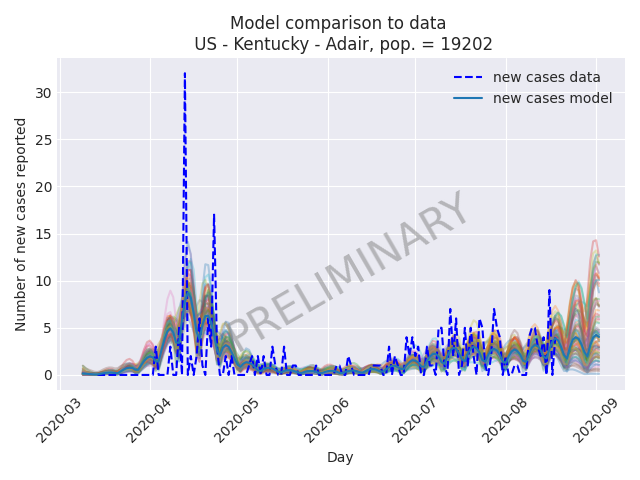 Model comparison to data
US - Kentucky - Adair, pop. = 19202
new cases data
new cases model
Number of new cases reported
30
25
20
15
10
5
0
PRELIMINARY
2020-03
2020-04
2020-05
2020-06
2020-07
2020-08
2020-09
Day